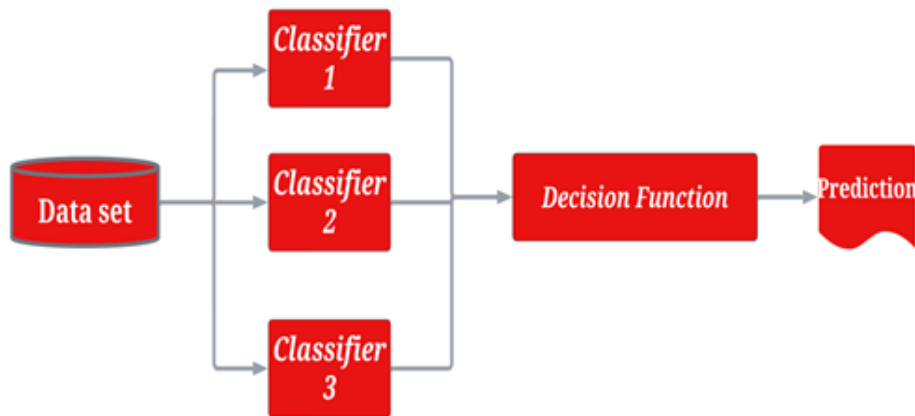 Classifier
1
Data set
Classifier
2
Classifier
3
Decision Function
Prediction